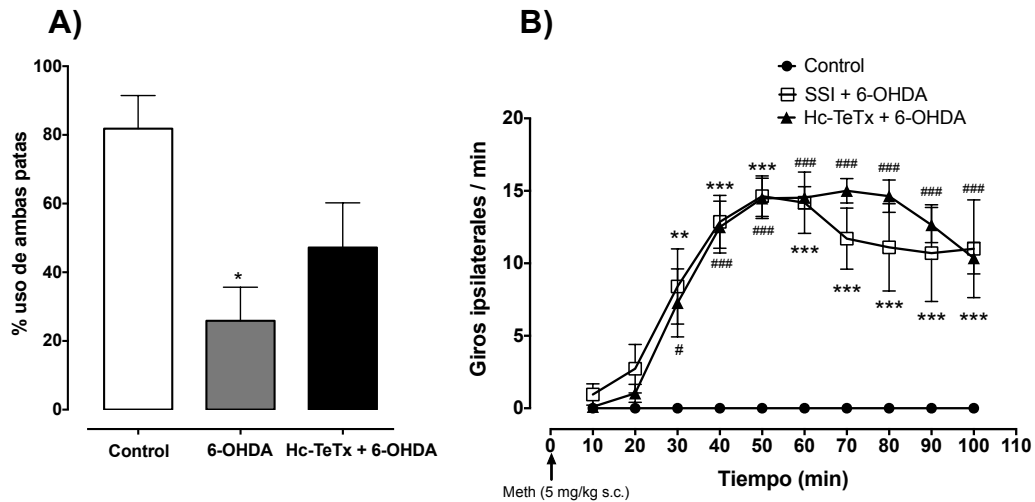 A)
% uso de ambas patas
100
80
60
40
20
0
*
Control
6-OHDA
Hc-TeTx + 6-OHDA
B)
Control
SSI + 6-OHDA
Hc-TeTx + 6-OHDA
Giros ipsilaterales / min
20
15
10
5
0
** *** *** ### ### ### ### ###
# ### ### *** *** *** *** ***
0 10 20 30 40 50 60 70 80 90 100 110
Tiempo (min)
Meth (5 mg/kg s.c.)